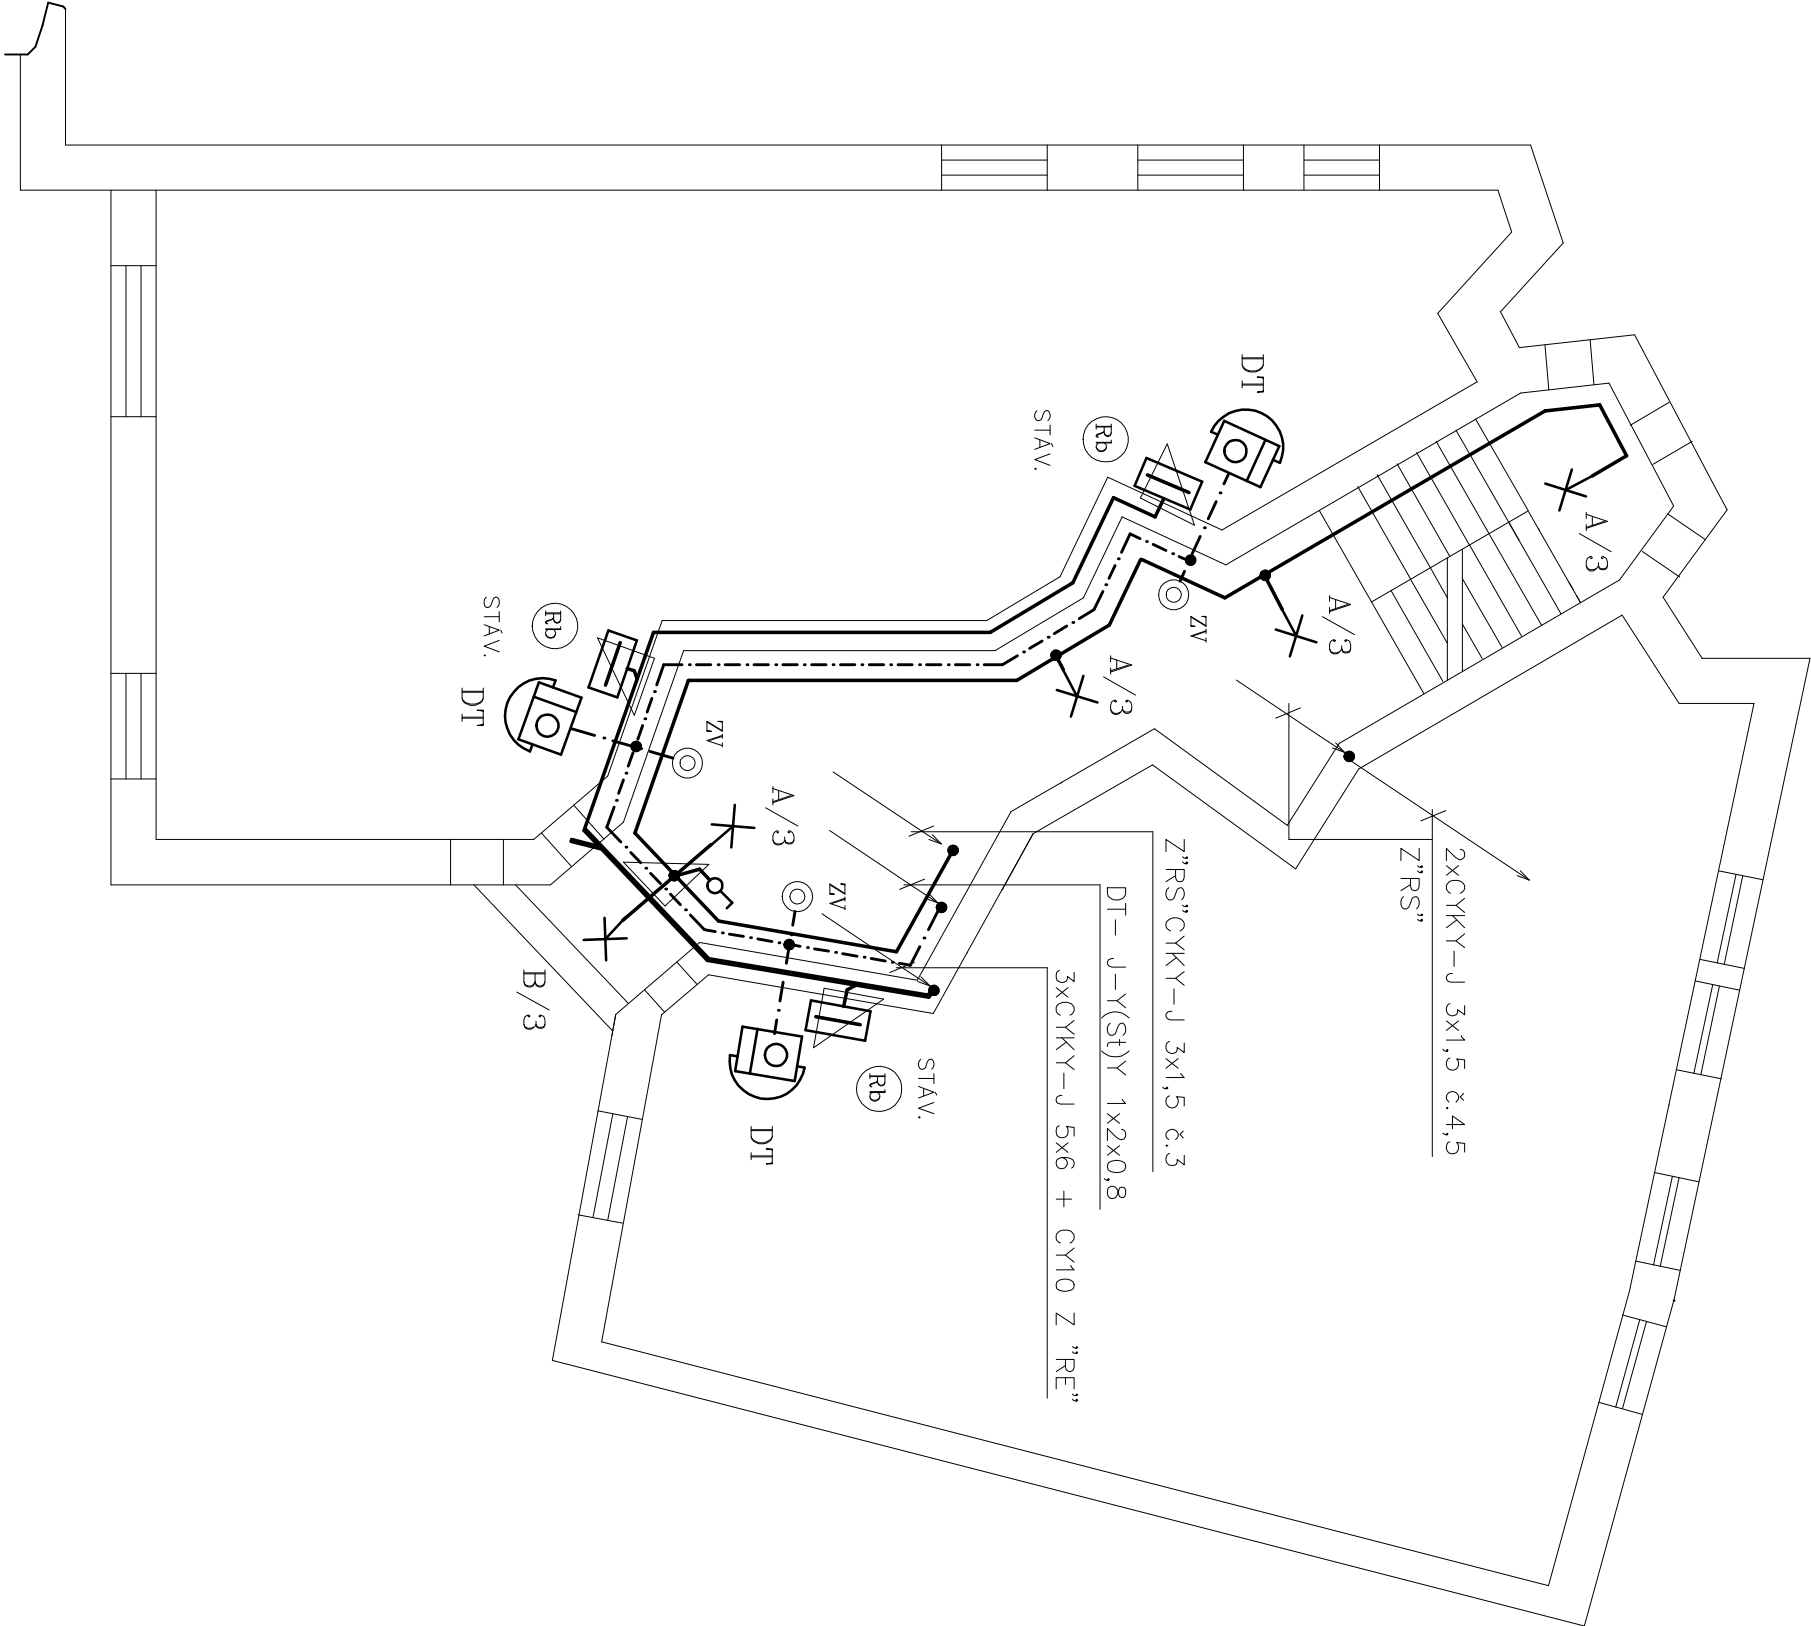 DT
Rb
STÁV.
A/3
A/3
A/3
ZV
Rb
STÁV.
DT
ZV
A/3
ZV
B/3
STÁV.
Rb
DT
2xCYKY-J 3x1,5 č.4,5
Z"RS"
Z"RS"CYKY-J 3x1,5 č.3
DT- J-Y(St)Y 1x2x0,8
3xCYKY-J 5x6 + CY10 Z "RE"